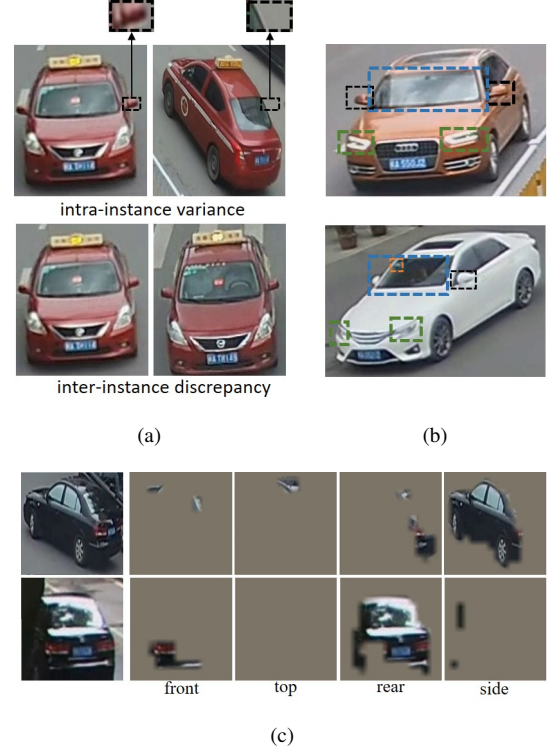 intra-instance variance
inter-instance discrepancy
(a)
(b)
front
top
rear
side
(c)